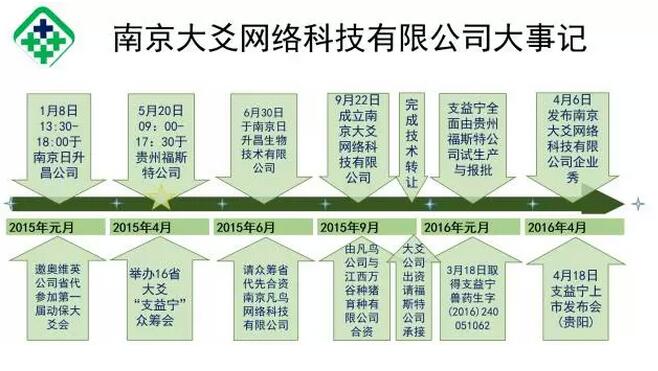 南京大爻网络科技有限公司大事记
1月8日
13:30-
18:00于
南京日升
昌公司
5月20日
09：00-
17：30于
贵州福斯
特公司
6月30日
于南京日
升昌生物
技术有限
公司
9月22日
成立南京
大爻网络
科技有限
公司
完
成
技
术
转
让
支益宁全
面由贵州
福斯特公
司试生产
与报批
4月6日
发布南京
大爻网络
科技有限
公司企业
秀
2015年元月
2015年4月
2015年6月
2015年9月
2016年元月
2016年4月
邀奥维英
公司省代
参加第一
届动保大
爻会
举办16省
大爻
“支益宁”
众筹会
请众筹省
代先合资
南京凡鸟
网络科技
有限公司
由凡鸟
公司与
江西万
谷种猪
育种有
限公司
合资
大爻
公司
出资
请福
斯特
公司
承接
3月18日取
得支益宁
兽药生字
(2016)240
051062
4月18日
支益宁上
市发布会
(贵阳)